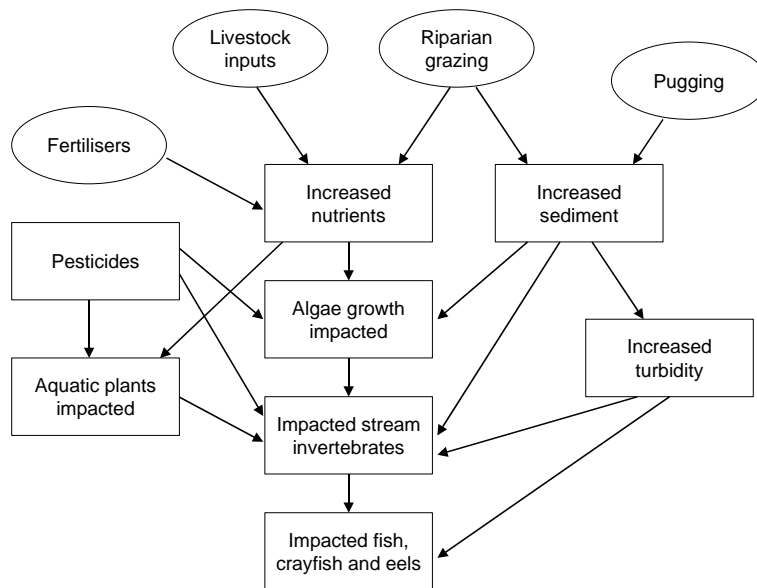 Livestock
inputs
Riparian
grazing
Pugging
Fertilisers
Increased
nutrients
Increased
sediment
Pesticides
Algae growth
impacted
Increased
turbidity
Aquatic plants
impacted
Impacted stream
invertebrates
Impacted fish,
crayfish and eels